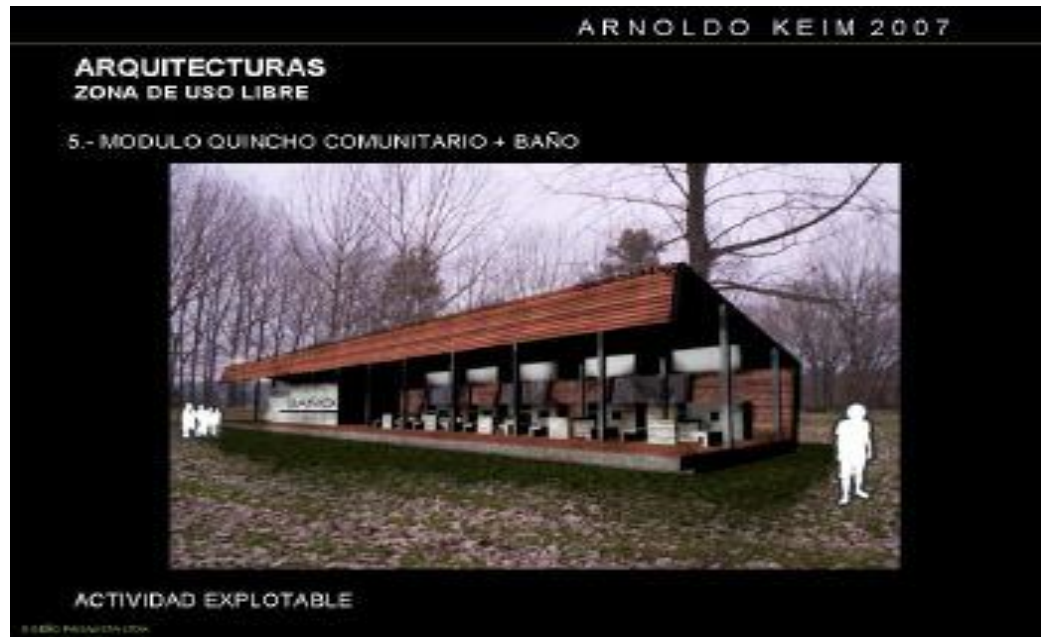 ARNOLDO KEIM 2007
ARQUITECTURAS
ZONA DE USO LIBRE
5.- MODULO QUINCHO COMUNITARIO + BAÑO
BAÑO
ACTIVIDAD EXPLOTABLE